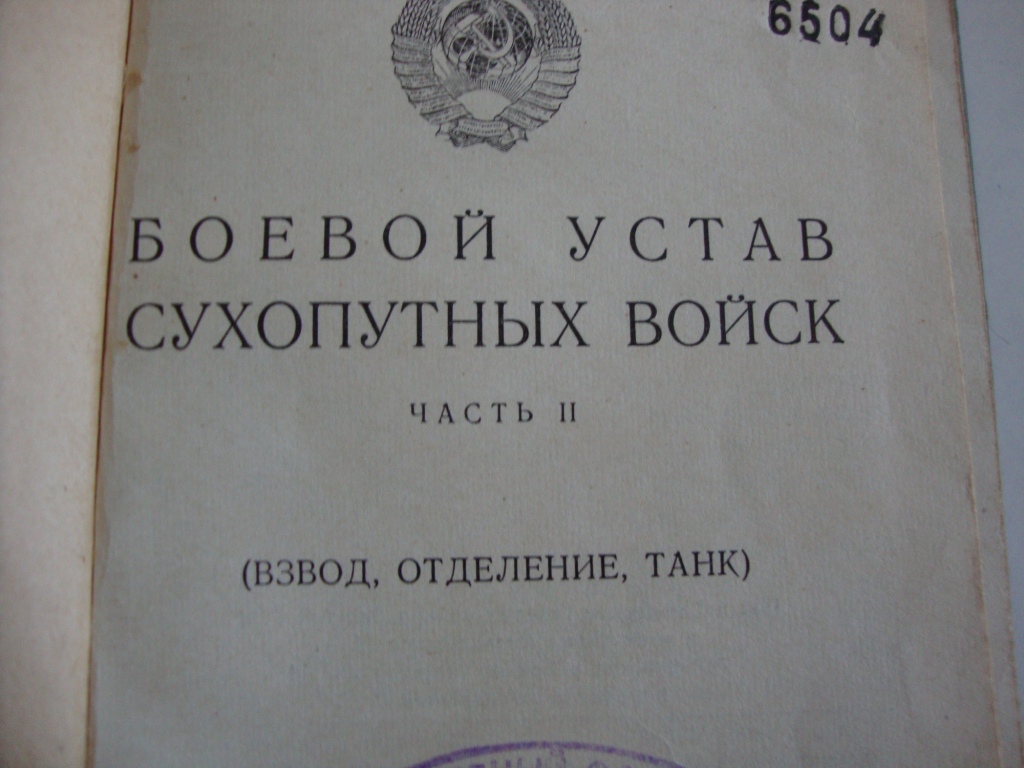 6504
БОЕВОЙ УСТАВ
СУХОПУТНЫХ ВОЙСК
ЧАСТЬ II
(ВЗВОД, ОТДЕЛЕНИЕ, ТАНК)